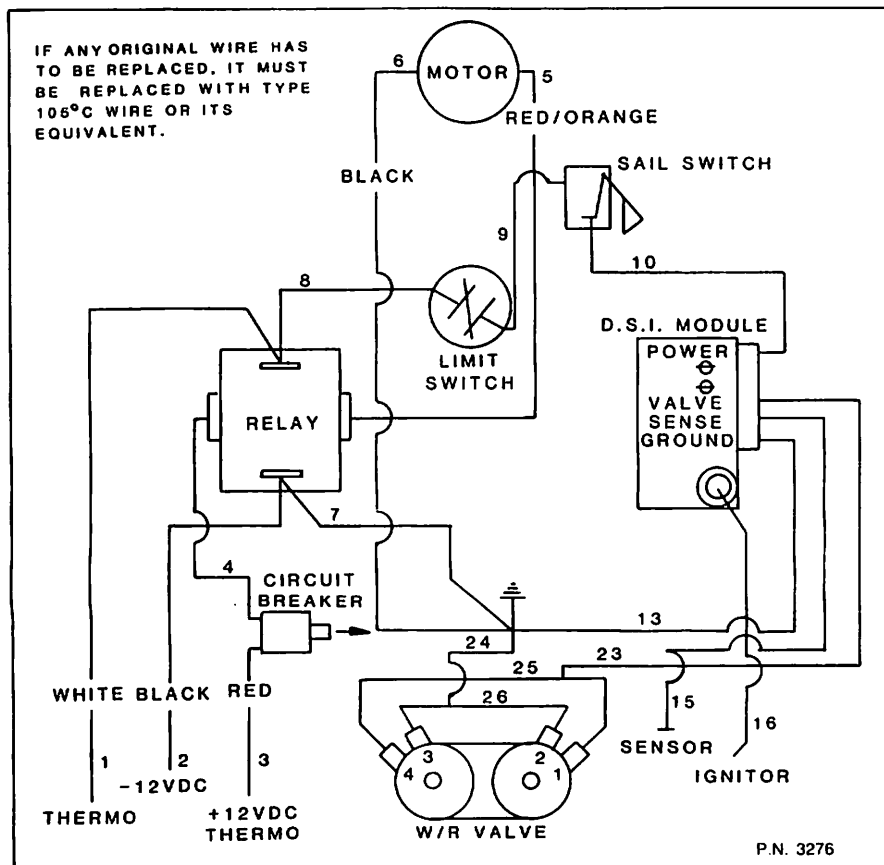 IF ANY ORIGINAL WIRE HAS
TO BE REPLACED, IT MUST
BE REPLACED WITH TYPE
105°C WIRE OR ITS
EQUIVALENT.
6
MOTOR
5
RED/ORANGE
BLACK
SAIL SWITCH
9
10
8
LIMIT
SWITCH
D.S.I. MODULE
POWER
VALVE
SENSE
GROUND
RELAY
7
4
CIRCUIT
BREAKER
13
24
25
23
26
WHITE BLACK RED
15
16
SENSOR
IGNITOR
3
4
2
1
1
2
3
-12VDC
THERMO
+12VDC
THERMO
W/R VALVE
P.N. 3276